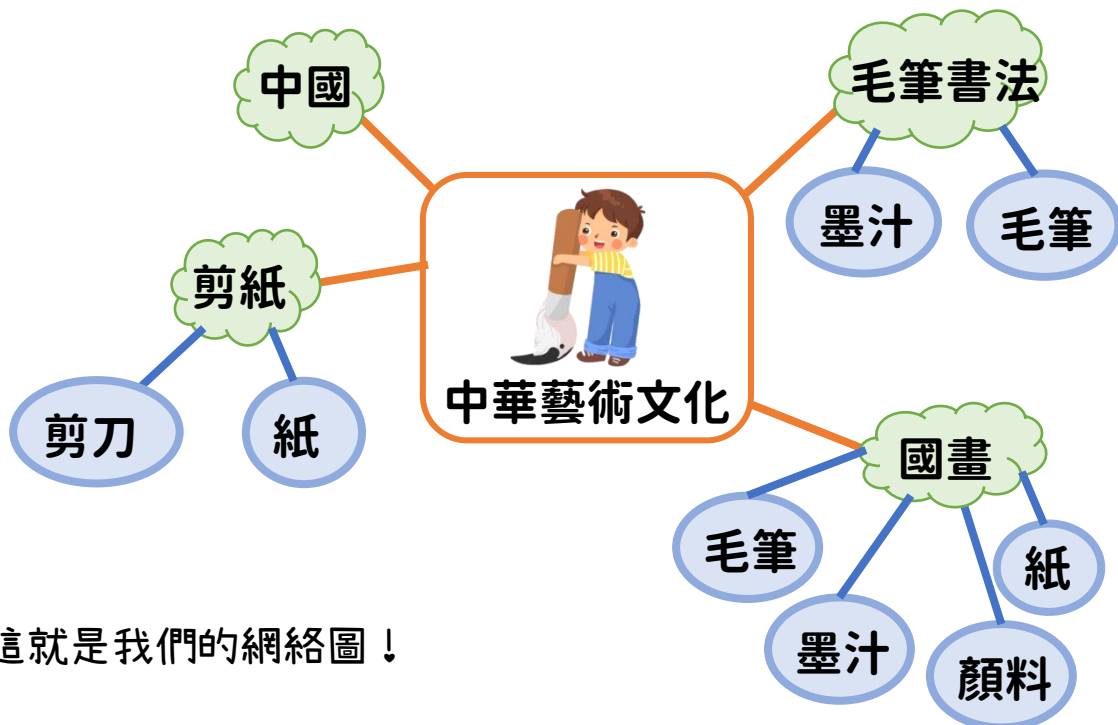 中國
毛筆書法
墨汁
毛筆
剪紙
剪刀
紙
中華藝術文化
國畫
毛筆
墨汁
顏料
紙
這就是我們的網絡圖！